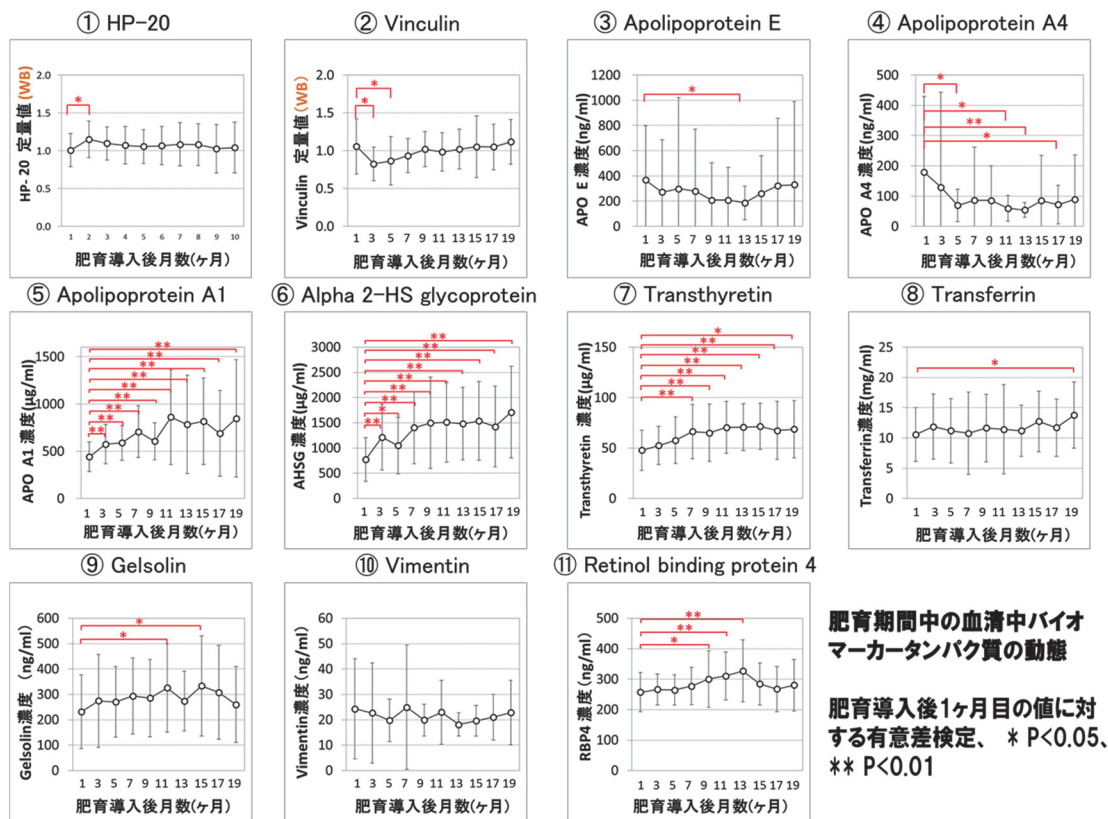 ① HP-20
HP-20 定量値(WB)
2.0
1.5
1.0
0.5
0.0
1 2 3 4 5 6 7 8 9 10
肥育導入後月数(ヶ月)
*
② Vinculin
Vinculin 定量値(WB)
2.0
1.5
1.0
0.5
0.0
1 3 5 7 9 11 13 15 17 19
肥育導入後月数(ヶ月)
*
*
③ Apolipoprotein E
APO E 濃度(ng/ml)
1200
1000
800
600
400
200
0
1 3 5 7 9 11 13 15 17 19
肥育導入後月数(ヶ月)
*
④ Apolipoprotein A4
APO A4 濃度(ng/ml)
500
400
300
200
100
0
1 3 5 7 9 11 13 15 17 19
肥育導入後月数(ヶ月)
*
*
**
*
⑤ Apolipoprotein A1
APO A1 濃度(μg/ml)
1500
1000
500
0
1 3 5 7 9 11 13 15 17 19
肥育導入後月数(ヶ月)
**
**
**
**
**
**
**
**
**
⑥ Alpha 2-HS glycoprotein
AHSG 濃度(μg/ml)
3000
2500
2000
1500
1000
500
0
1 3 5 7 9 11 13 15 17 19
肥育導入後月数(ヶ月)
**
**
**
**
**
**
**
*
**
⑦ Transthyretin
Transthyretin 濃度(μg/ml)
150
100
50
0
1 3 5 7 9 11 13 15 17 19
肥育導入後月数(ヶ月)
*
**
**
**
**
**
**
⑧ Transferrin
Transferrin濃度(mg/ml)
25
20
15
10
5
0
1 3 5 7 9 11 13 15 17 19
肥育導入後月数(ヶ月)
*
⑨ Gelsolin
Gelsolin濃度 (ng/ml)
600
500
400
300
200
100
0
1 3 5 7 9 11 13 15 17 19
肥育導入後月数(ヶ月)
*
*
⑩ Vimentin
Vimentin濃度 (ng/ml)
60
50
40
30
20
10
0
1 3 5 7 9 11 13 15 17 19
肥育導入後月数(ヶ月)
⑪ Retinol binding protein 4
RBP4 濃度(ng/ml)
500
400
300
200
100
0
1 3 5 7 9 11 13 15 17 19
肥育導入後月数(ヶ月)
**
**
*
肥育期間中の血清中バイオ
マーカータンパク質の動態
肥育導入後1ヶ月目の値に対
する有意差検定、 * P<0.05、
** P<0.01